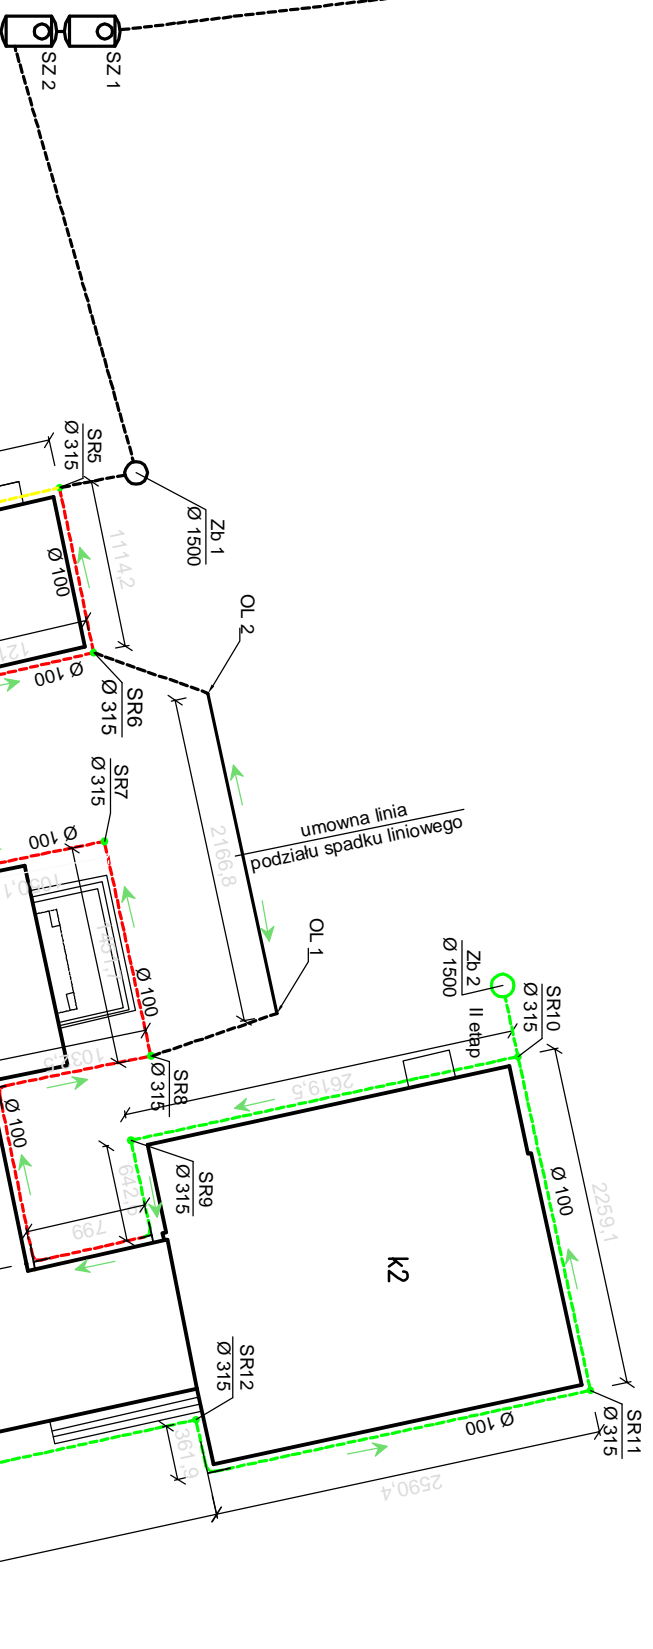 SZ 1
SZ 2
SR5
Ø 315
Zb 1
Ø 1500
1114,2
Ø 100
OL 2
121
Ø 100
SR6
Ø 315
SR7
Ø 315
2166,8
umowna linia
podziału spadku liniowego
Ø 100
1050,1
OL 1
Zb 2
Ø 1500
II etap
SR10
Ø 315
Ø 100
SR8
Ø 315
2619,5
Ø 100
SR9
Ø 315
Ø 100
2259,1
799
k2
SR12
Ø 315
361,9
Ø 100
SR11
Ø 315
2590,4